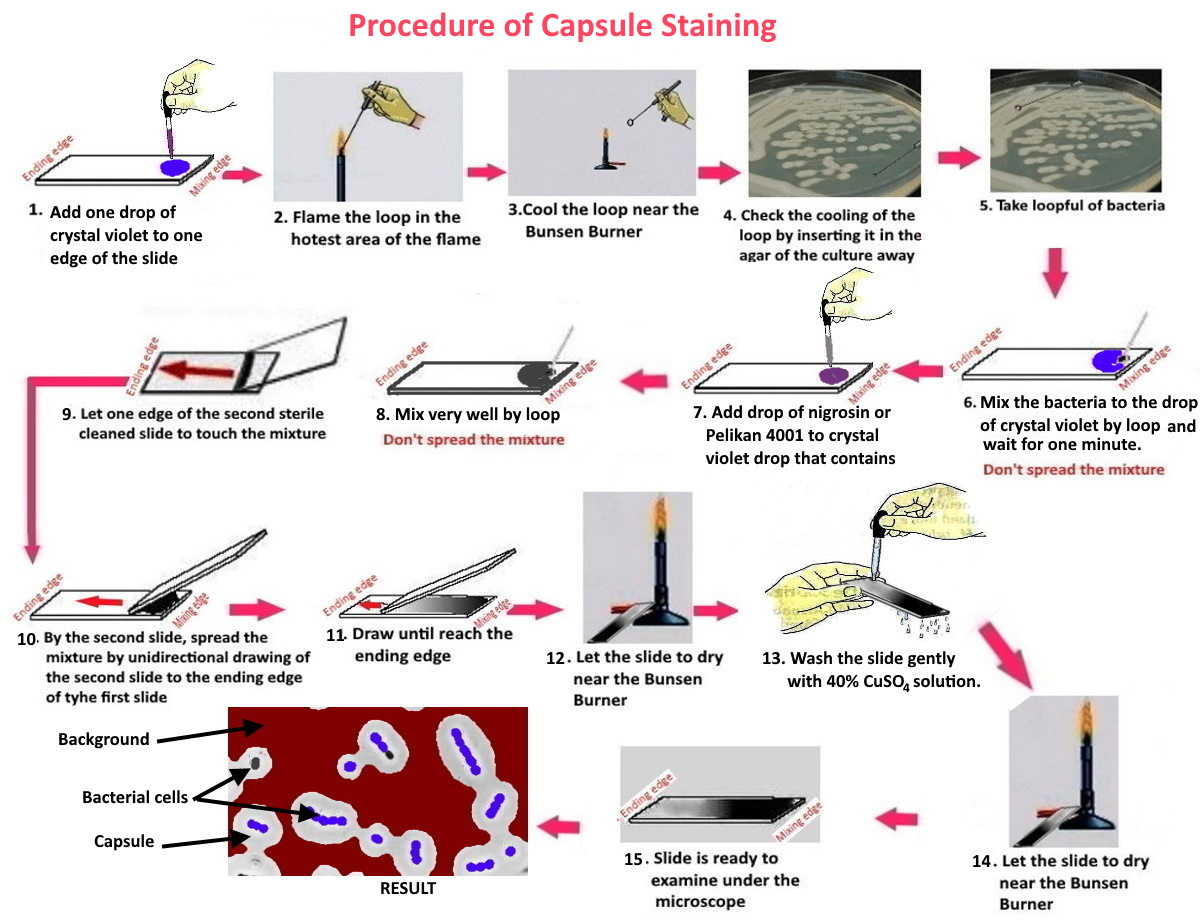 Procedure of Capsule Staining
Ending edge
Mixing edge
1. Add one drop of
crystal violet to one
edge of the slide
2. Flame the loop in the
hotest area of the flame
3.Cool the loop near the
Bunsen Burner
4. Check the cooling of the
loop by inserting it in the
agar of the culture away
5. Take loopful of bacteria
Ending edge
Mixing edge
6. Mix the bacteria to the drop
of crystal violet by loop and
wait for one minute.
Don't spread the mixture
Ending edge
Mixing edge
7. Add drop of nigrosin or
Pelikan 4001 to crystal
violet drop that contains
Ending edge
Mixing edge
8. Mix very well by loop
Don't spread the mixture
Ending edge
9. Let one edge of the second sterile
cleaned slide to touch the mixture
Ending edge
Mixing edge
10. By the second slide, spread the
mixture by unidirectional drawing of
the second slide to the ending edge
of tyhe first slide
Ending edge
Mixing edge
11. Draw until reach the
ending edge
12. Let the slide to dry
near the Bunsen
Burner
13. Wash the slide gently
with 40% CuSO4 solution.
14. Let the slide to dry
near the Bunsen
Burner
Ending edge
Mixing edge
15. Slide is ready to
examine under the
microscope
Background
Bacterial cells
Capsule
RESULT